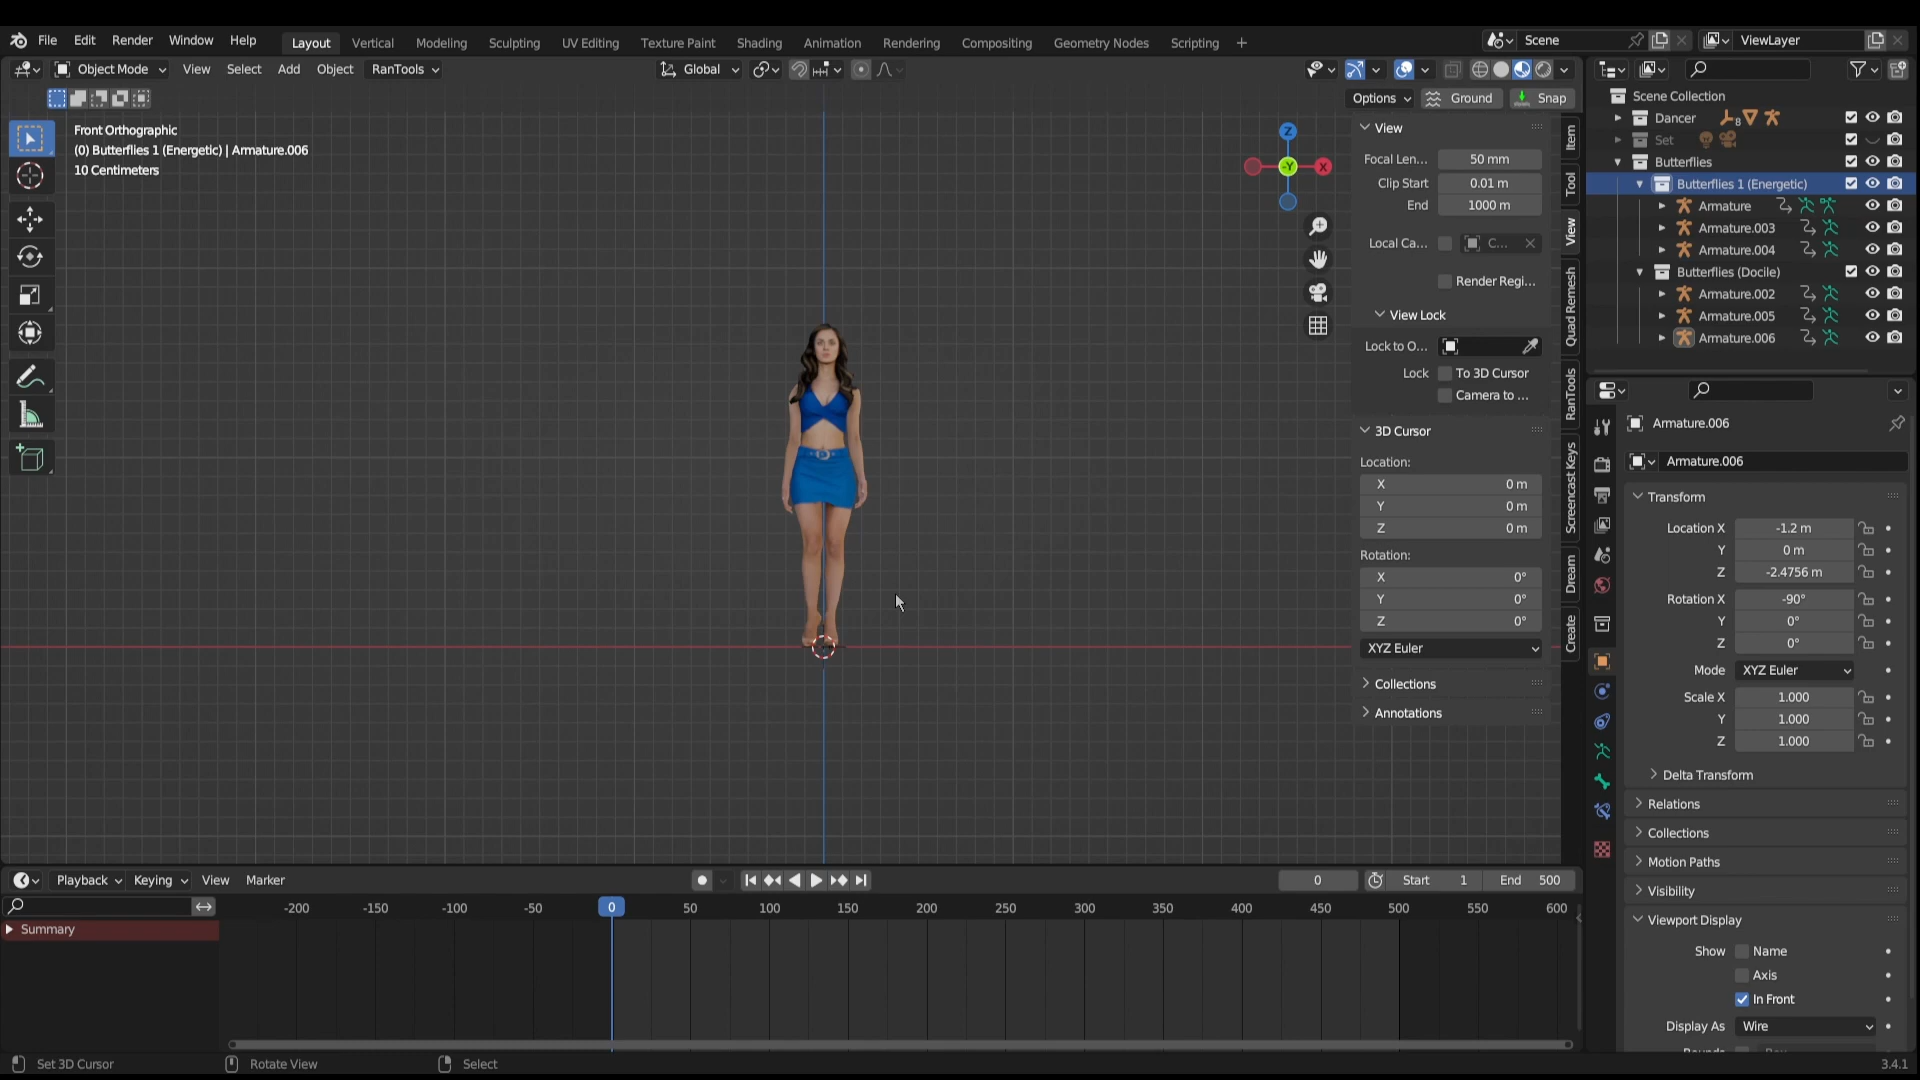 File Edit Render Window Help Layout Vertical Modeling Sculpting UV Editing Texture Paint Shading Animation Rendering Compositing Geometry Nodes Scripting Scene ViewLayer
Object Mode View Select Add Object RanTools Global
Options Ground Snap
Front Orthographic
(0) Butterflies 1 (Energetic) | Armature.006
10 Centimeters
Z
-Y
X
View
Focal Len... 50 mm
Clip Start 0.01 m
End 1000 m
Local Ca... C...
Render Regi...
View Lock
Lock to O...
Lock To 3D Cursor
Camera to ...
3D Cursor
Location:
X 0 m
Y 0 m
Z 0 m
Rotation:
X 0°
Y 0°
Z 0°
XYZ Euler
Collections
Annotations
Item
Tool
View
Quad Remesh
RanTools
Screencast Keys
Dream
Create
Scene Collection
Dancer 8
Set
Butterflies
Butterflies 1 (Energetic)
Armature
Armature.003
Armature.004
Butterflies (Docile)
Armature.002
Armature.005
Armature.006
Armature.006
Armature.006
Transform
Location X -1.2 m
Y 0 m
Z -2.4756 m
Rotation X -90°
Y 0°
Z 0°
Mode XYZ Euler
Scale X 1.000
Y 1.000
Z 1.000
Delta Transform
Relations
Collections
Motion Paths
Visibility
Viewport Display
Show Name
Axis
In Front
Display As Wire
Playback Keying View Marker 0 Start 1 End 500
-200 -150 -100 -50 0 50 100 150 200 250 300 350 400 450 500 550 600
Summary
Set 3D Cursor Rotate View Select 3.4.1